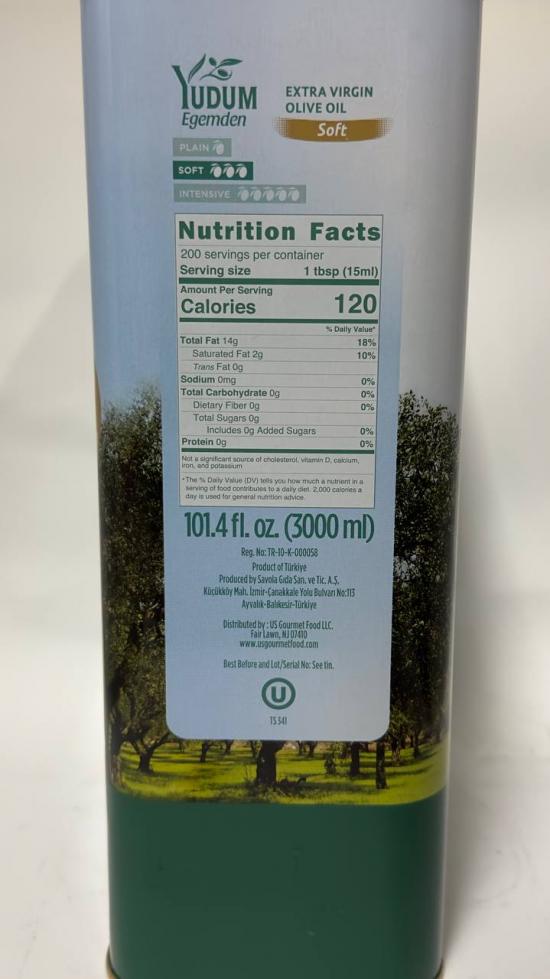 YUDUM
Egemden
EXTRA VIRGIN
OLIVE OIL
Soft
PLAIN
SOFT
INTENSIVE
Nutrition Facts
200 servings per container
Serving size 1 tbsp (15ml)
Amount Per Serving
Calories 120
% Daily Value*
Total Fat 14g 18%
Saturated Fat 2g 10%
Trans Fat 0g
Sodium 0mg 0%
Total Carbohydrate 0g 0%
Dietary Fiber 0g 0%
Total Sugars 0g
Includes 0g Added Sugars 0%
Protein 0g 0%
Not a significant source of cholesterol, vitamin D, calcium,
iron, and potassium
*The % Daily Value (DV) tells you how much a nutrient in a
serving of food contributes to a daily diet. 2,000 calories a
day is used for general nutrition advice.
101.4 fl. oz. (3000 ml)
Reg. No: TR-10-K-000058
Product of Türkiye
Produced by Savola Gıda San. ve Tic. A.Ş.
Küçükköy Mah. İzmir-Çanakkale Yolu Bulvarı No:113
Ayvalık-Balıkesir-Türkiye
Distributed by : US Gourmet Food LLC.
Fair Lawn, NJ 07410
www.usgourmetfood.com
Best Before and Lot/Serial No: See tin.
U
TS 341